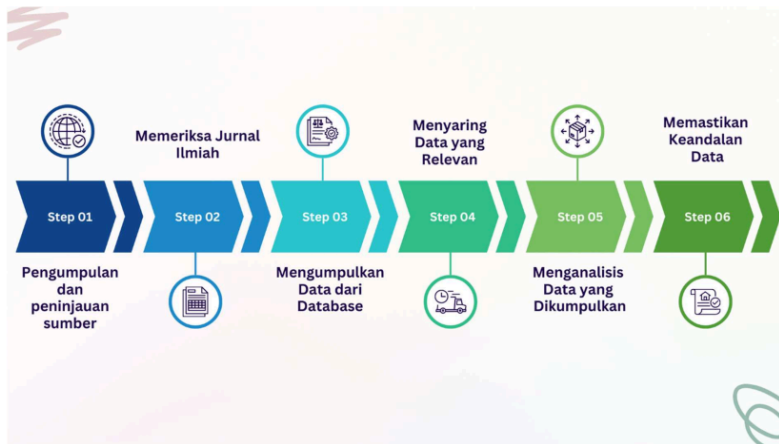 Step 01
Pengumpulan
dan
peninjauan
sumber
Memeriksa Jurnal
Ilmiah
Step 02
Step 03
Mengumpulkan
Data dari
Database
Menyaring
Data yang
Relevan
Step 04
Step 05
Menganalisis
Data yang
Dikumpulkan
Memastikan
Keandalan
Data
Step 06